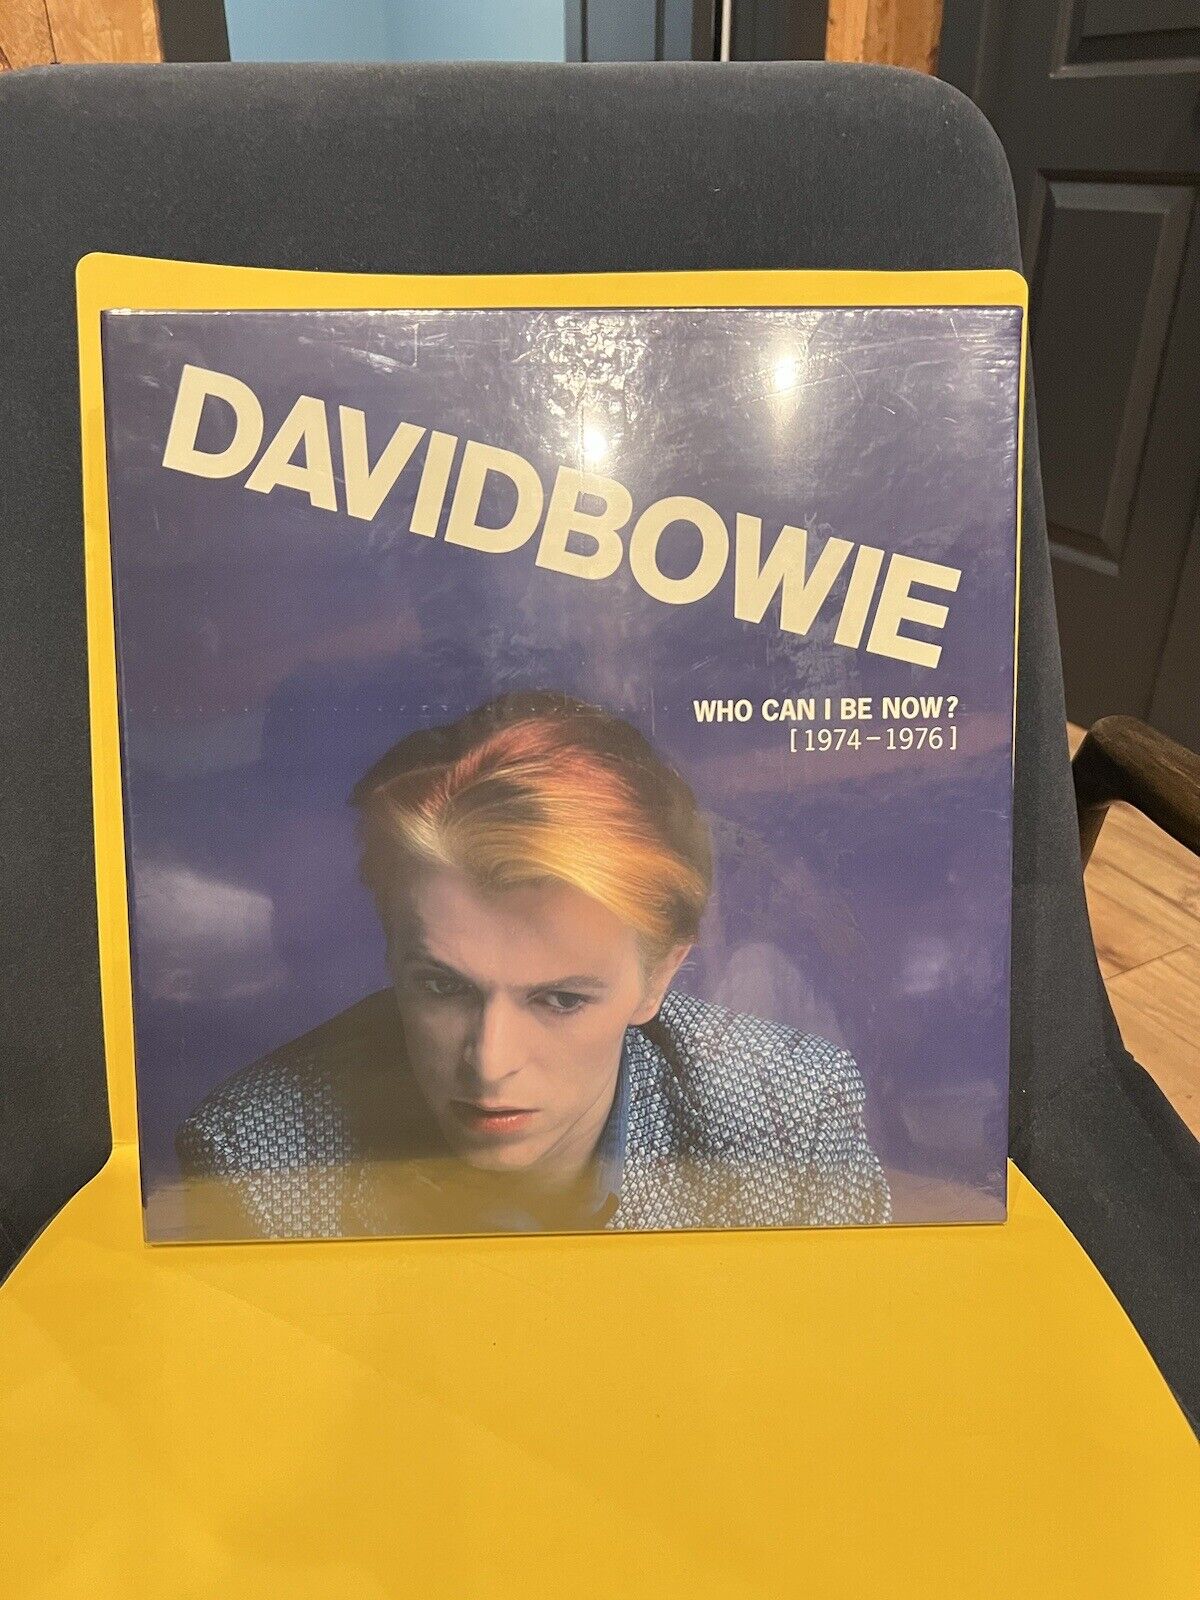 DAVIDBOWIE
WHO CAN I BE NOW?
[1974–1976]